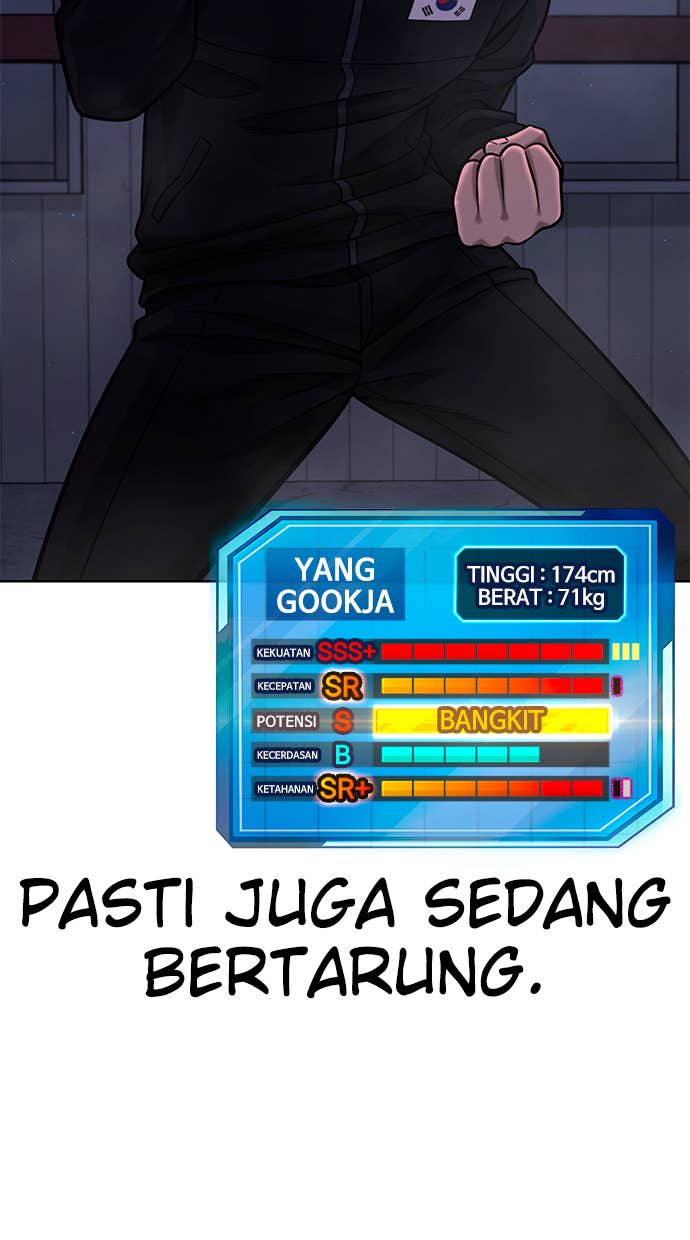 YANG
GOOKJA
TINGGI : 174cm
BERAT : 71kg
KEKUATAN SSS+
KECEPATAN SR
POTENSI S BANGKIT
KECERDASAN B
KETAHANAN SR+
PASTI JUGA SEDANG
BERTARUNG.